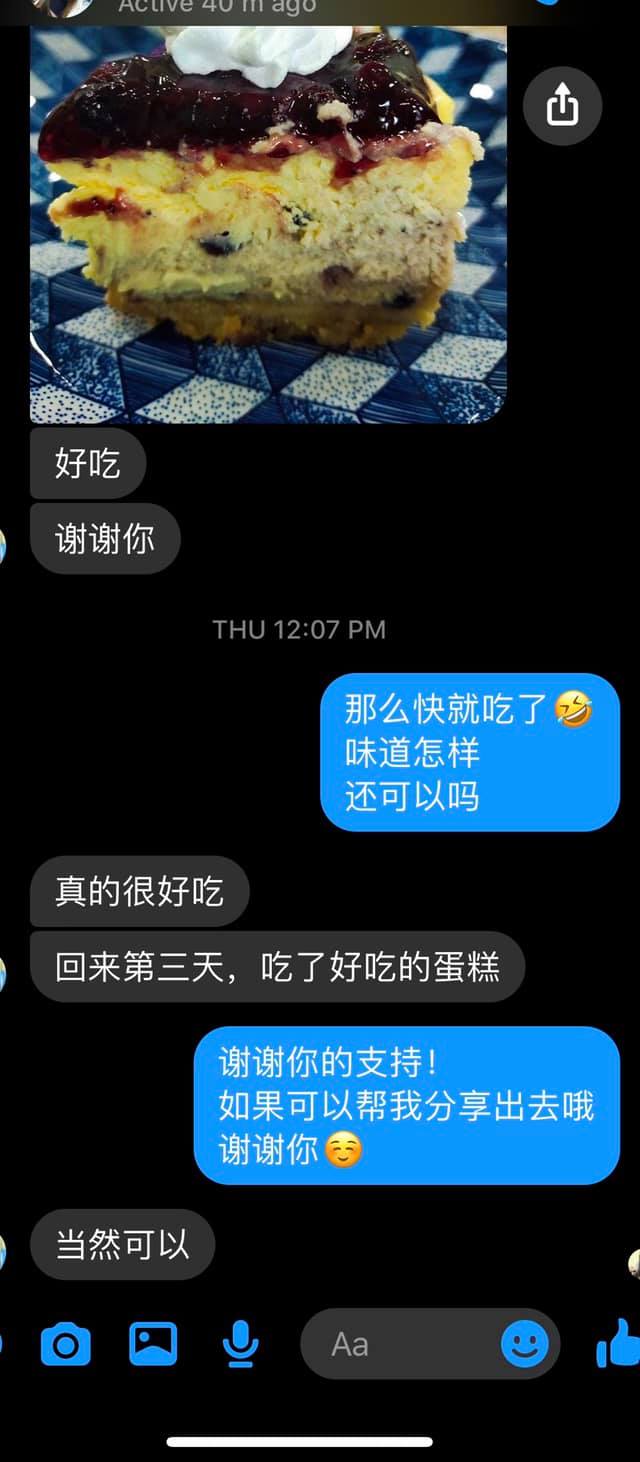 Active 40 m ago
好吃
谢谢你
THU 12:07 PM
那么快就吃了🤣
味道怎样
还可以吗
真的很好吃
回来第三天，吃了好吃的蛋糕
谢谢你的支持！
如果可以帮我分享出去哦
谢谢你☺️
当然可以
Aa